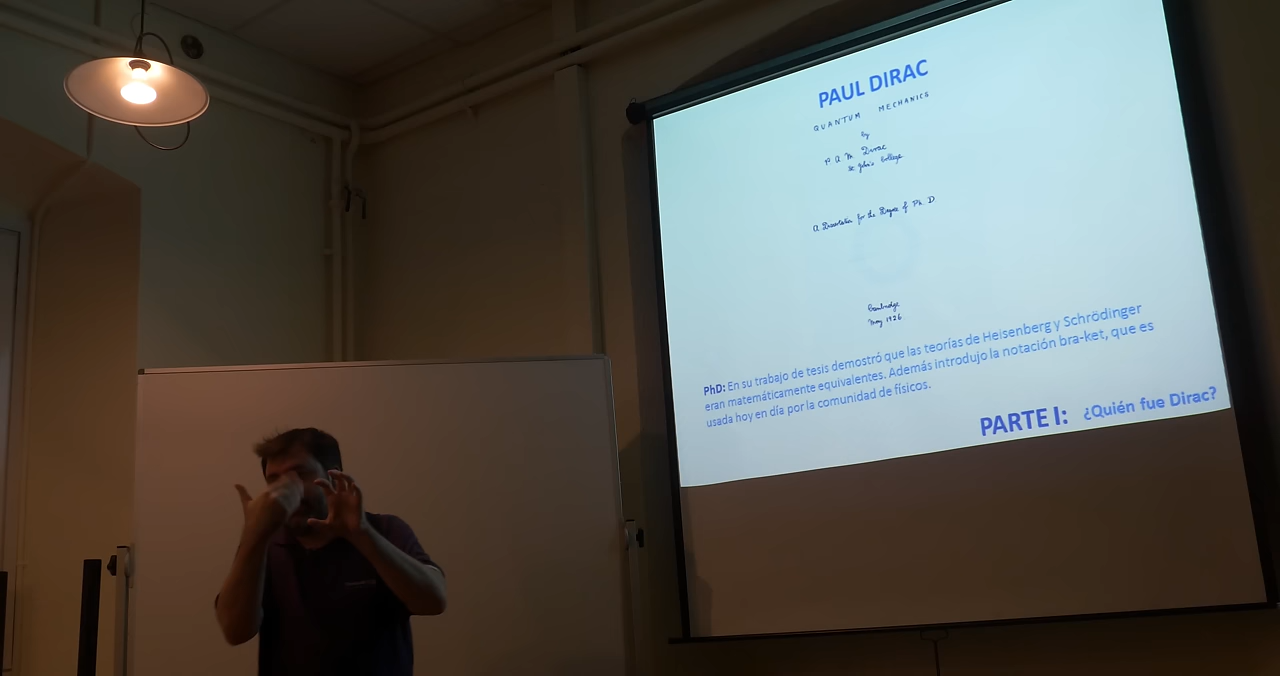 PAUL DIRAC
QUANTUM MECHANICS
by
P. A. M. Dirac
St. John's College
A Dissertation for the Degree of Ph. D
Cambridge
May 1926
PhD: En su trabajo de tesis demostró que las teorías de Heisenberg y Schrödinger
eran matemáticamente equivalentes. Además introdujo la notación bra-ket, que es
usada hoy en día por la comunidad de físicos.
PARTE I: ¿Quién fue Dirac?